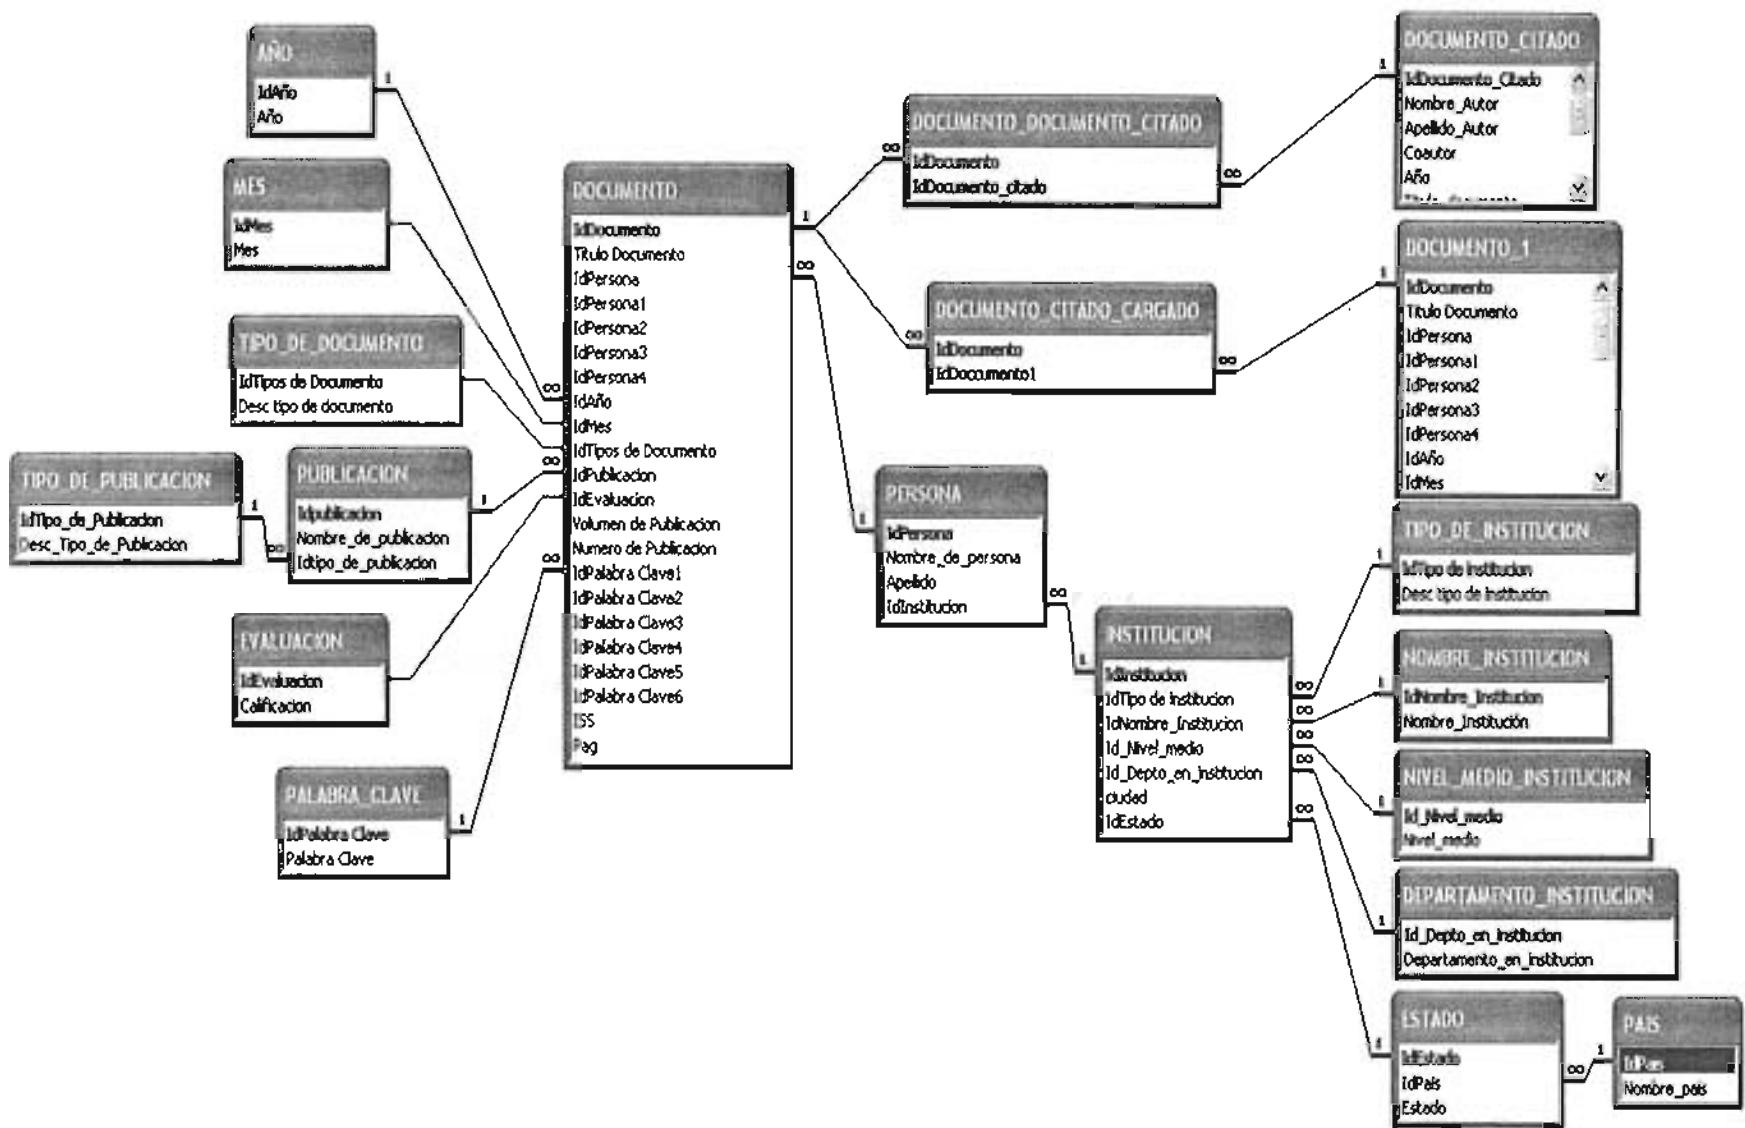 AÑO
IdAño
Año
MES
IdMes
Mes
TIPO_DE_DOCUMENTO
IdTipos de Documento
Desc tipo de documento
TIPO_DE_PUBLICACION
IdTipo_de_Publicacion
Desc_Tipo_de_Publicacion
PUBLICACION
Idpublicacion
Nombre_de_publicacion
Idtipo_de_publicacion
EVALUACION
IdEvaluacion
Calificacion
PALABRA_CLAVE
IdPalabra Clave
Palabra Clave
DOCUMENTO
IdDocumento
Titulo Documento
IdPersona
IdPersona1
IdPersona2
IdPersona3
IdPersona4
IdAño
IdMes
IdTipos de Documento
IdPublicacion
IdEvaluacion
Volumen de Publicacion
Numero de Publicacion
IdPalabra Clave1
IdPalabra Clave2
IdPalabra Clave3
IdPalabra Clave4
IdPalabra Clave5
IdPalabra Clave6
ISS
Pag
DOCUMENTO_DOCUMENTO_CITADO
IdDocumento
IdDocumento_citado
DOCUMENTO_CITADO_CARGADO
IdDocumento
IdDoccumento1
PERSONA
IdPersona
Nombre_de_persona
Apellido
IdInstitucion
INSTITUCION
IdInstitucion
IdTipo de institucion
IdNombre_Institucion
Id_Nivel_medio
Id_Depto_en_institucion
ciudad
IdEstado
DOCUMENTO_CITADO
IdDocumento_Citado
Nombre_Autor
Apellido_Autor
Coautor
Año
DOCUMENTO_1
IdDocumento
Titulo Documento
IdPersona
IdPersona1
IdPersona2
IdPersona3
IdPersona4
IdAño
IdMes
TIPO_DE_INSTITUCION
IdTipo de institucion
Desc tipo de institucion
NOMBRE_INSTITUCION
IdNombre_Institucion
Nombre_Institución
NIVEL_MEDIO_INSTITUCION
Id_Nivel_medio
Nivel_medio
DEPARTAMENTO_INSTITUCION
Id_Depto_en_institucion
Departamento_en_institucion
ESTADO
IdEstado
IdPais
Estado
PAIS
IdPais
Nombre_pais